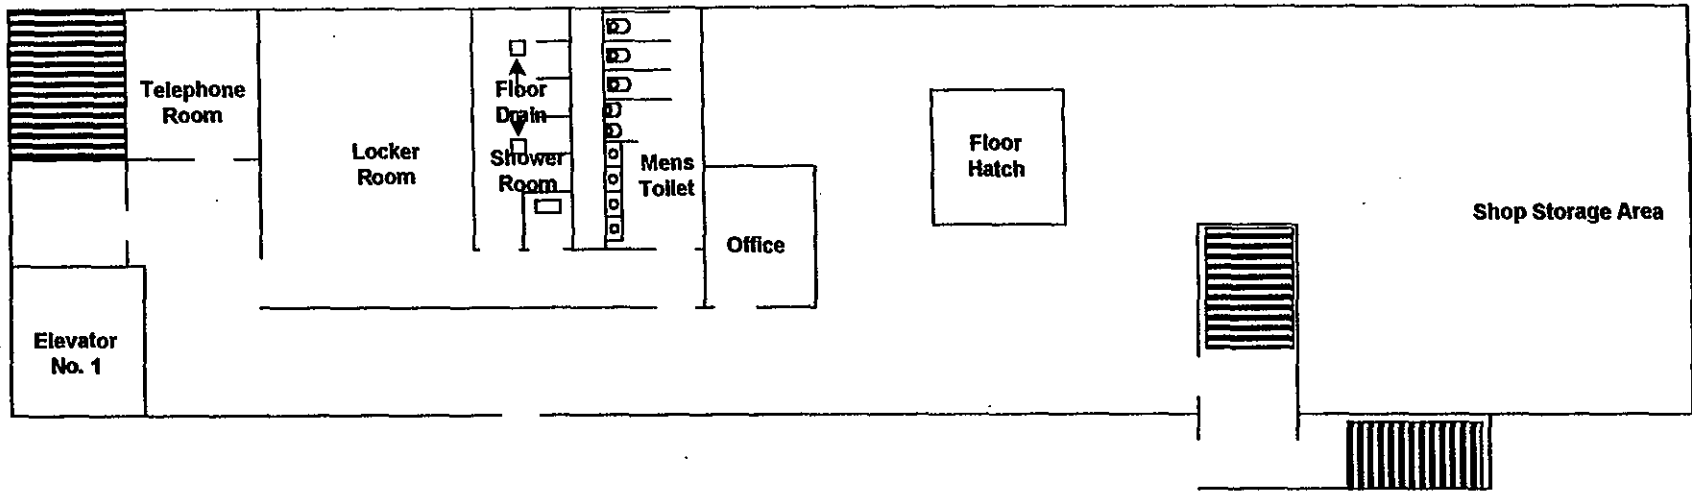 Telephone
Room
Locker
Room
Floor
Drain
Shower
Room
Mens
Toilet
Office
Floor
Hatch
Shop Storage Area
Elevator
No. 1